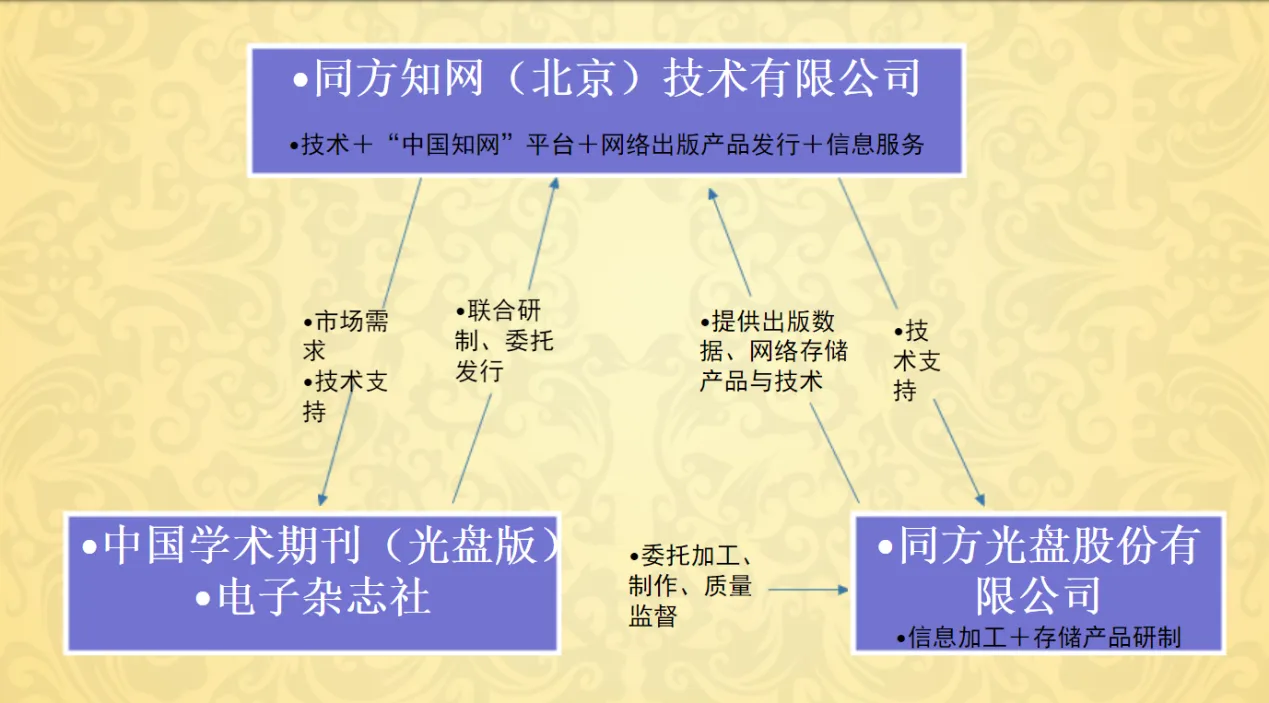 •同方知网（北京）技术有限公司
•技术＋“中国知网”平台＋网络出版产品发行＋信息服务
•市场需
求
•技术支
持
•联合研
制、委托
发行
•提供出版数
据、网络存储
产品与技术
•技
术支
持
•中国学术期刊（光盘版）
•电子杂志社
•委托加工、
制作、质量
监督
•同方光盘股份有
限公司
•信息加工＋存储产品研制